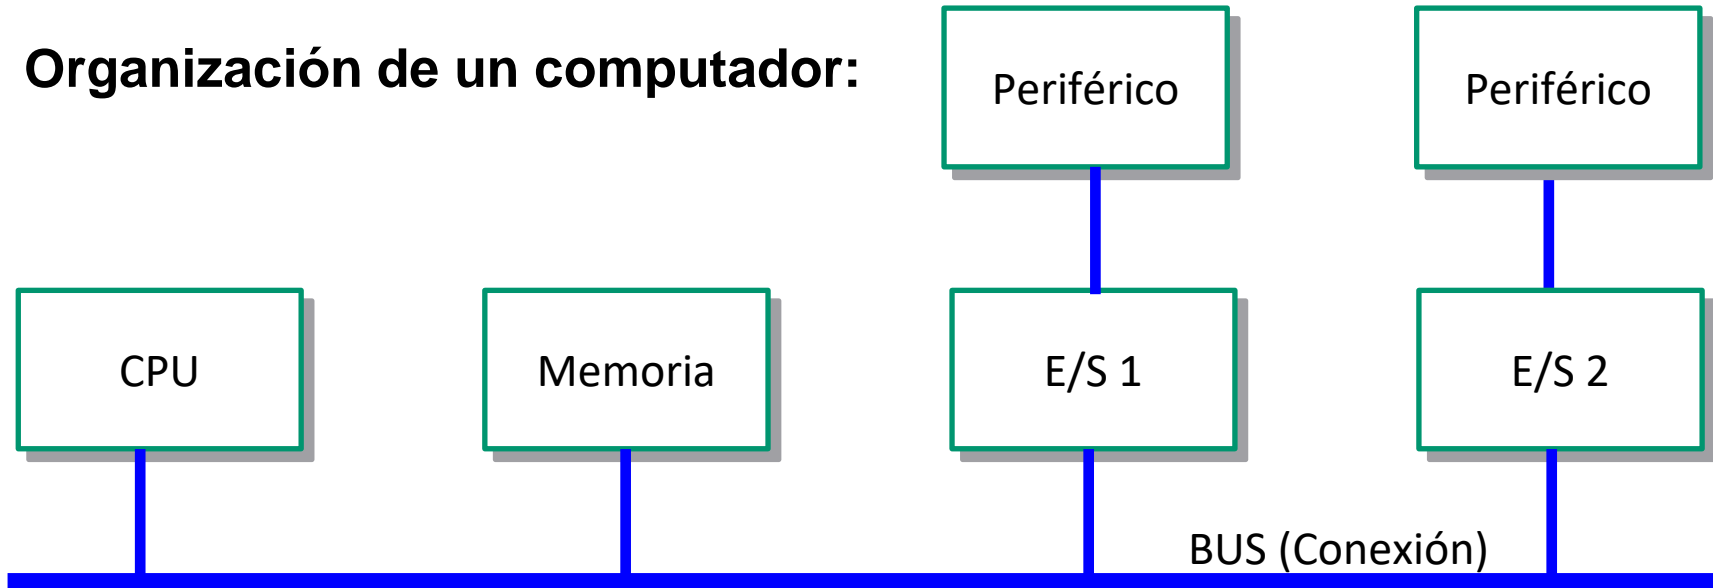 Organización de un computador:
Periférico
Periférico
CPU
Memoria
E/S 1
E/S 2
BUS (Conexión)